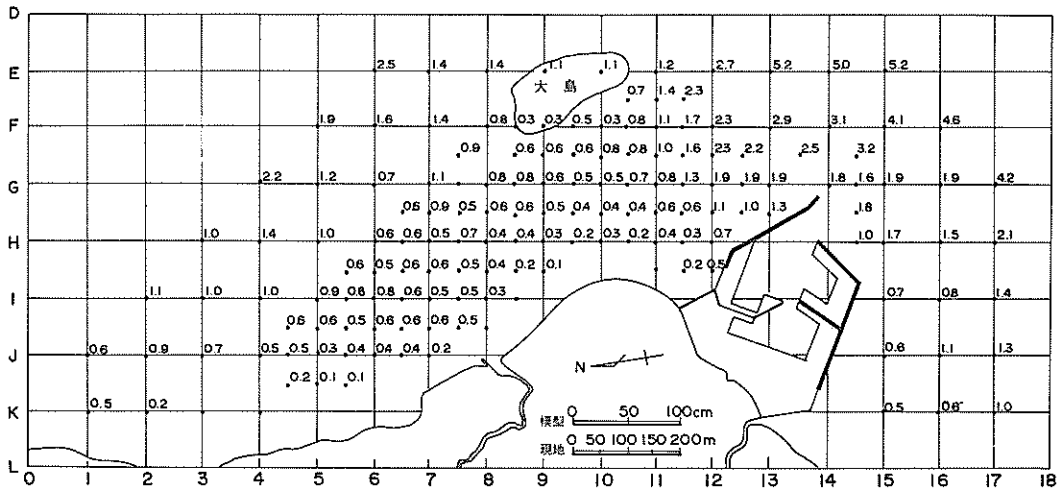 D
2.5 1.4 1.4 1.1 1.1 1.2 2.7 5.2 5.0 5.2
E
大島
0.7 1.4 2.3
1.9 1.6 1.4 0.8 0.3 0.3 0.5 0.3 0.8 1.1 1.7 2.3 2.9 3.1 4.1 4.6
F
0.9 0.6 0.6 0.6 0.8 0.8 1.0 1.6 23 2.2 2.5 3.2
2.2 1.2 0.7 1.1 0.8 0.8 0.6 0.5 0.5 0.7 0.8 1.3 1.9 1.9 1.9 1.8 1.6 1.9 1.9 4.2
G
0.6 0.9 0.5 0.6 0.6 0.5 0.4 0.4 0.4 0.6 0.6 1.1 1.0 1.3 1.8
1.0 1.4 1.0 0.6 0.6 0.5 0.7 0.4 0.4 0.3 0.2 0.3 0.2 0.4 0.3 0.7 1.0 1.7 1.5 2.1
H
0.6 0.5 0.6 0.6 0.5 0.4 0.2 0.1 0.2 0.5
1.1 1.0 1.0 0.9 0.8 0.8 0.6 0.5 0.5 0.3 0.7 0.8 1.4
I
0.6 0.6 0.5 0.6 0.6 0.6 0.5
0.6 0.9 0.7 0.5 0.5 0.3 0.4 0.4 0.4 0.2 0.6 1.1 1.3
J
N
0.2 0.1 0.1
0.5 0.2 0.5 0.6 1.0
K
模型 0 50 100cm
現地 0 50 100 150 200m
L
0 1 2 3 4 5 6 7 8 9 10 11 12 13 14 15 16 17 18